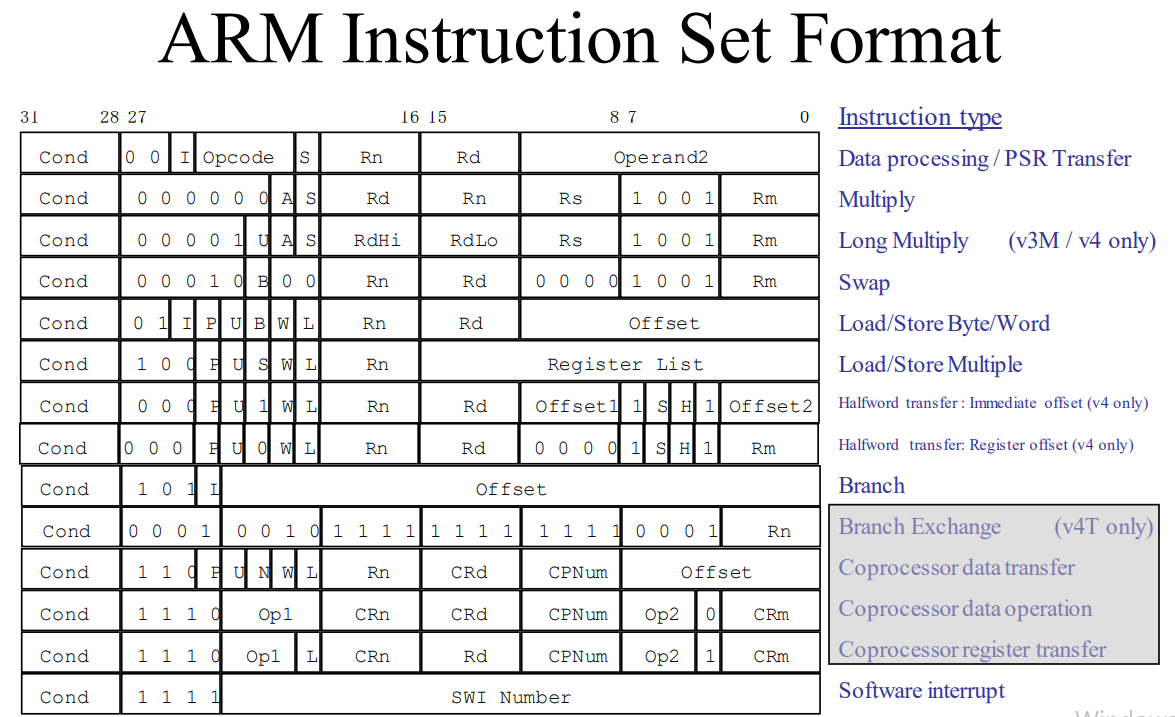 ARM Instruction Set Format
31 28 27 16 15 8 7 0 Instruction type
Cond 0 0 I Opcode S Rn Rd Operand2 Data processing / PSR Transfer
Cond 0 0 0 0 0 0 A S Rd Rn Rs 1 0 0 1 Rm Multiply
Cond 0 0 0 0 1 U A S RdHi RdLo Rs 1 0 0 1 Rm Long Multiply (v3M / v4 only)
Cond 0 0 0 1 0 B 0 0 Rn Rd 0 0 0 0 1 0 0 1 Rm Swap
Cond 0 1 I P U B W L Rn Rd Offset Load/Store Byte/Word
Cond 1 0 0 P U S W L Rn Register List Load/Store Multiple
Cond 0 0 0 P U 1 W L Rn Rd Offset1 1 S H 1 Offset2 Halfword transfer : Immediate offset (v4 only)
Cond 0 0 0 P U 0 W L Rn Rd 0 0 0 0 1 S H 1 Rm Halfword transfer: Register offset (v4 only)
Cond 1 0 1 L Offset Branch
Cond 0 0 0 1 0 0 1 0 1 1 1 1 1 1 1 1 1 1 1 1 0 0 0 1 Rn Branch Exchange (v4T only)
Cond 1 1 0 P U N W L Rn CRd CPNum Offset Coprocessor data transfer
Cond 1 1 1 0 Op1 CRn CRd CPNum Op2 0 CRm Coprocessor data operation
Cond 1 1 1 0 Op1 L CRn Rd CPNum Op2 1 CRm Coprocessor register transfer
Cond 1 1 1 1 SWI Number Software interrupt